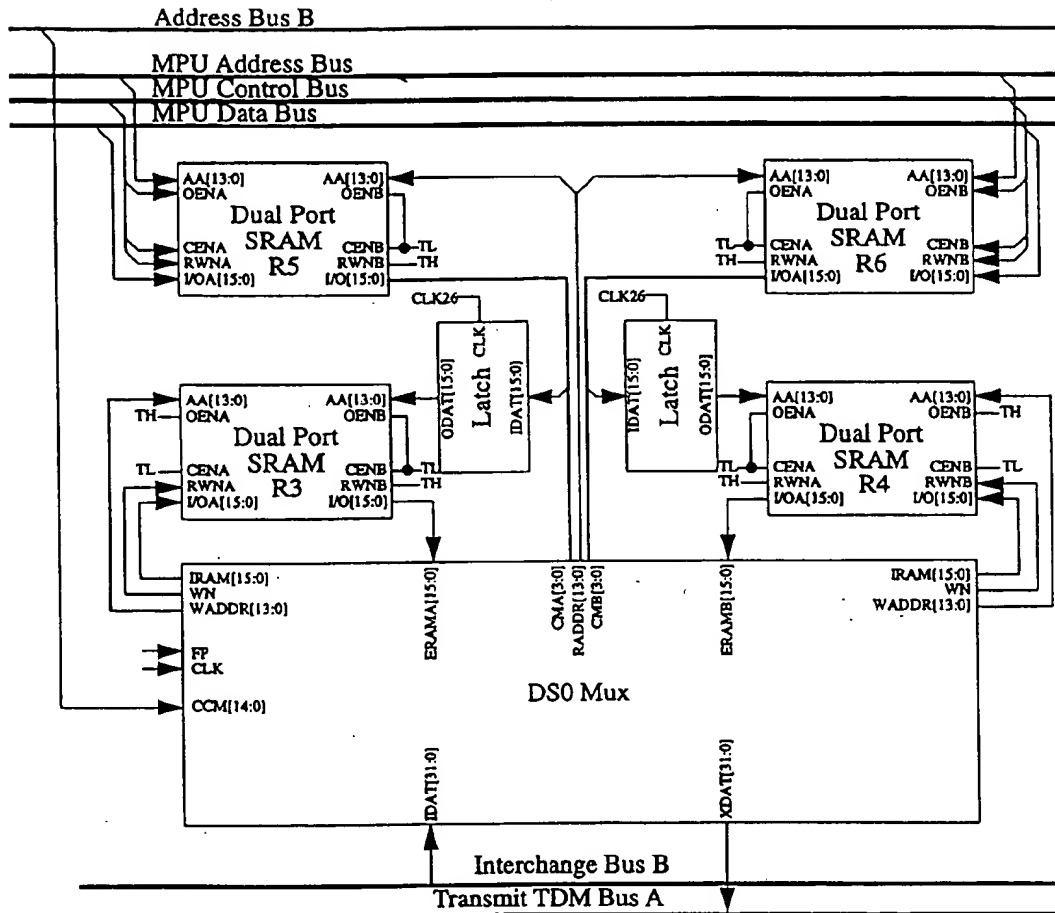 Address Bus B
MPU Address Bus
MPU Control Bus
MPU Data Bus
AA[13:0] AA[13:0]
OENA OENB
Dual Port
SRAM
R5
CENA CENB TL
RWNA RWNB TH
I/OA[15:0] I/O[15:0]
AA[13:0] AA[13:0]
OENA OENB
Dual Port
SRAM
R6
TL CENA CENB
TH RWNA RWNB
I/OA[15:0] I/O[15:0]
CLK26
CLK
Latch
ODAT[15:0]
IDAT[15:0]
CLK26
CLK
Latch
IDAT[15:0]
ODAT[15:0]
AA[13:0] AA[13:0]
TH OENA OENB
Dual Port
SRAM
R3
TL CENA CENB TL
RWNA RWNB TH
I/OA[15:0] I/O[15:0]
AA[13:0] AA[13:0]
OENA OENB TH
Dual Port
SRAM
R4
TL CENA CENB TL
TH RWNA RWNB
I/OA[15:0] I/O[15:0]
IRAM[15:0]
WN
WADDR[13:0]
FP
CLK
CCM[14:0]
ERAMA[15:0]
CMA[3:0]
RADDR[13:0]
CMB[3:0]
ERAMB[15:0]
IRAM[15:0]
WN
WADDR[13:0]
DS0 Mux
IDAT[31:0]
XDAT[31:0]
Interchange Bus B
Transmit TDM Bus A